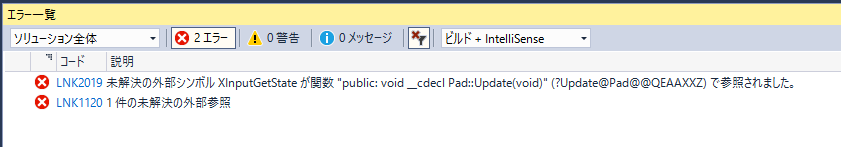 エラー一覧
ソリューション全体 2 エラー 0 警告 0 メッセージ ビルド + IntelliSense
コード 説明
LNK2019 未解決の外部シンボル XInputGetState が関数 "public: void __cdecl Pad::Update(void)" (?Update@Pad@@QEAAXXZ) で参照されました。
LNK1120 1 件の未解決の外部参照